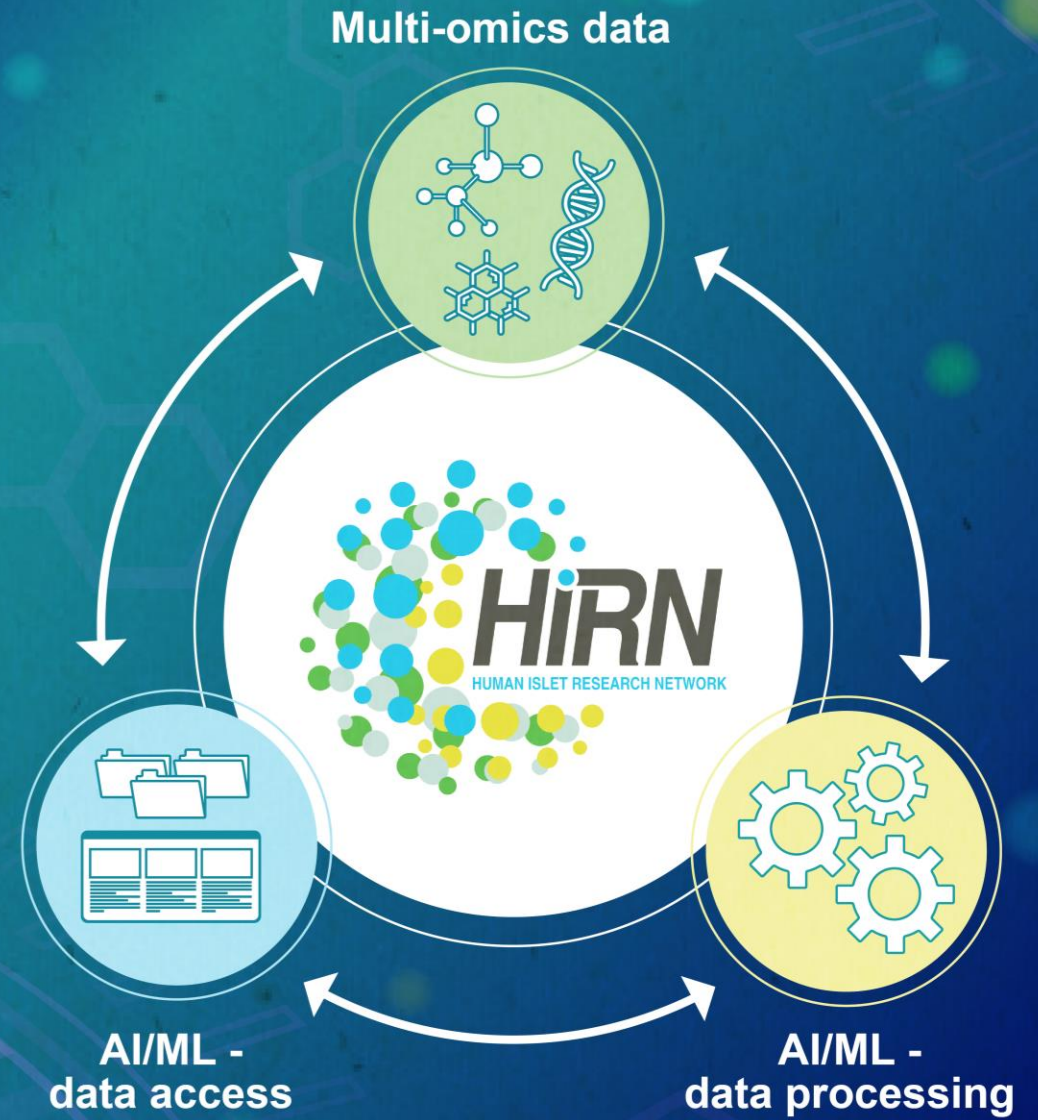 Multi-omics data
HiRN
HUMAN ISLET RESEARCH NETWORK
AI/ML -
data access
AI/ML -
data processing